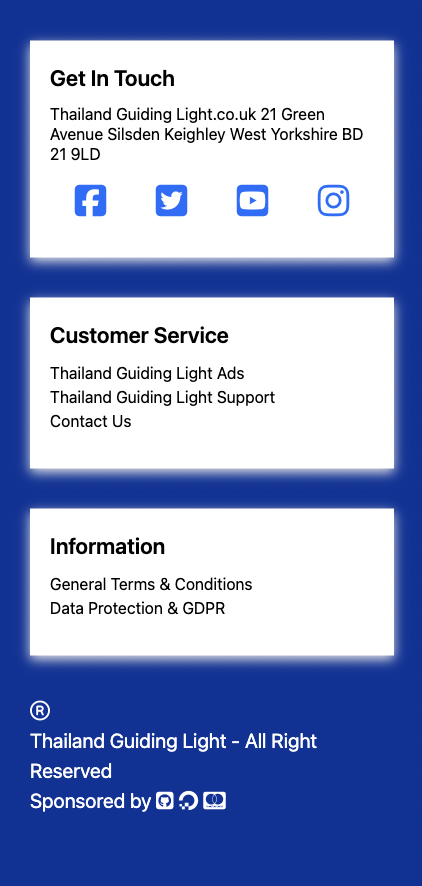 Get In Touch
Thailand Guiding Light.co.uk 21 Green
Avenue Silsden Keighley West Yorkshire BD
21 9LD
Customer Service
Thailand Guiding Light Ads
Thailand Guiding Light Support
Contact Us
Information
General Terms & Conditions
Data Protection & GDPR
®
Thailand Guiding Light - All Right
Reserved
Sponsored by